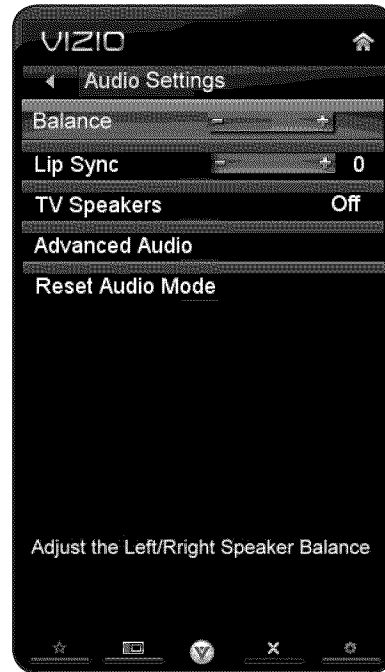 VIZIO
Audio Settings
Balance - +
Lip Sync - + 0
TV Speakers Off
Advanced Audio
Reset Audio Mode
Adjust the Left/Rright Speaker Balance
V